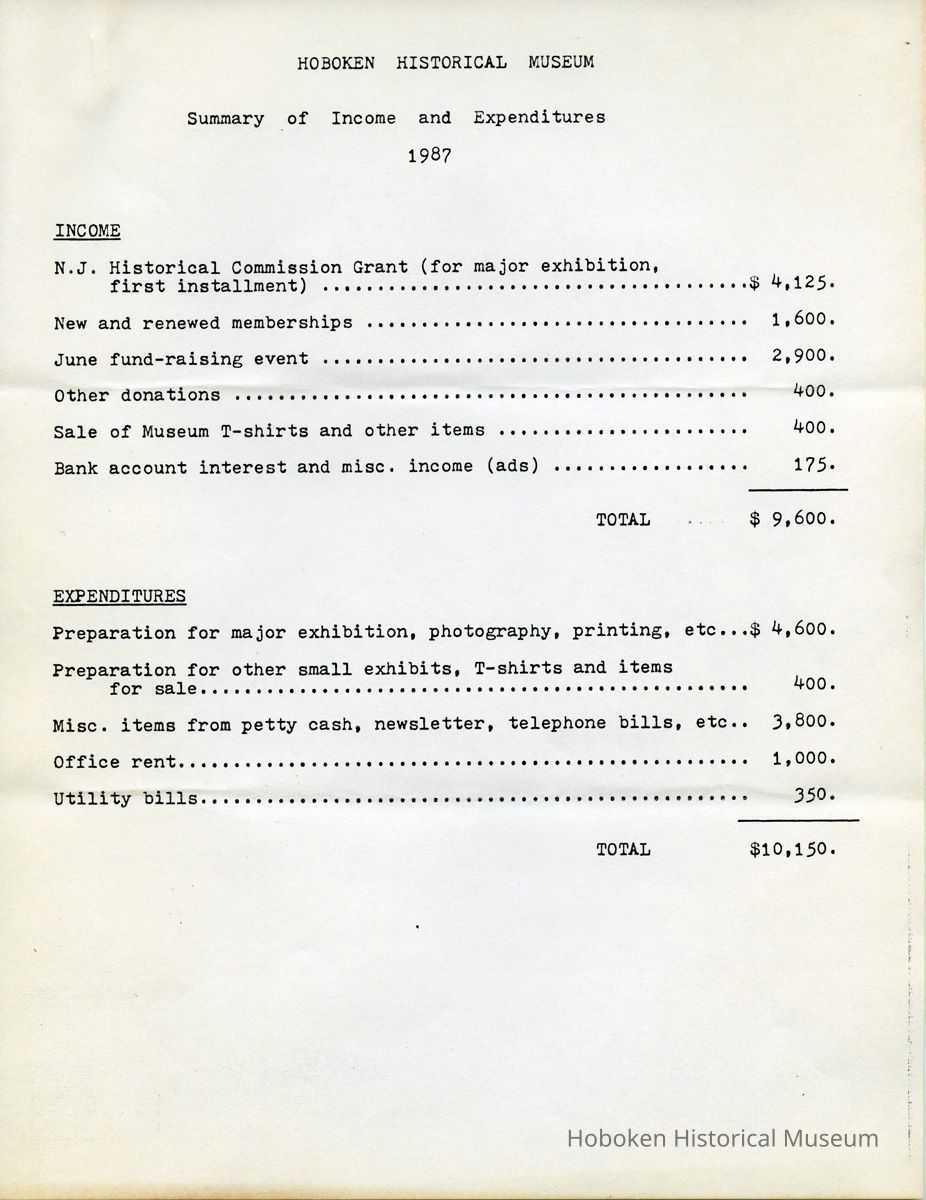 HOBOKEN HISTORICAL MUSEUM
Summary of Income and Expenditures
1987
INCOME
N.J. Historical Commission Grant (for major exhibition,
first installment) .......................................$ 4,125.
New and renewed memberships ................................... 1,600.
June fund-raising event ....................................... 2,900.
Other donations ............................................... 400.
Sale of Museum T-shirts and other items ....................... 400.
Bank account interest and misc. income (ads) .................. 175.
TOTAL .... $ 9,600.
EXPENDITURES
Preparation for major exhibition, photography, printing, etc...$ 4,600.
Preparation for other small exhibits, T-shirts and items
for sale.................................................. 400.
Misc. items from petty cash, newsletter, telephone bills, etc.. 3,800.
Office rent.................................................... 1,000.
Utility bills.................................................. 350.
TOTAL $10,150.
Hoboken Historical Museum